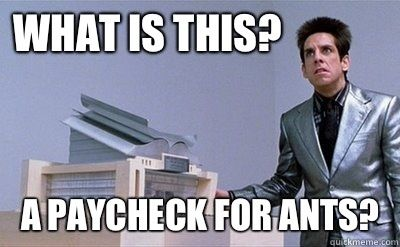 WHAT IS THIS?
A PAYCHECK FOR ANTS?
quickmeme.com